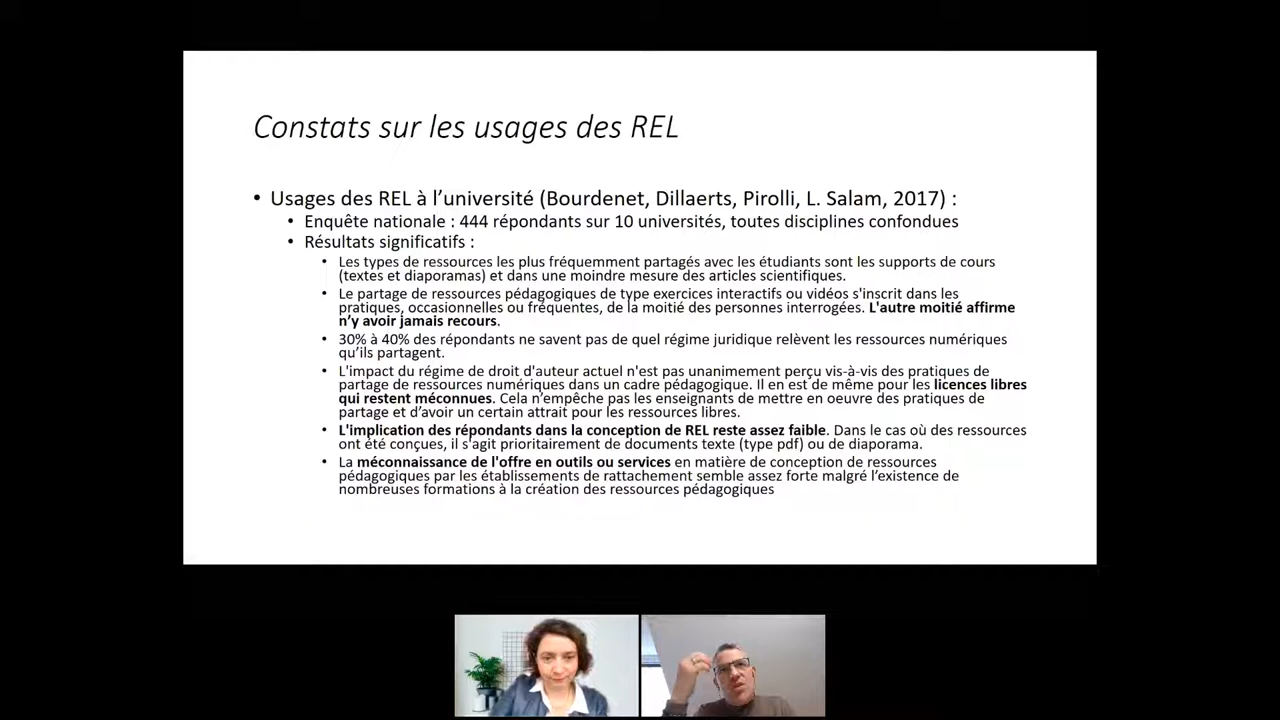 Constats sur les usages des REL
• Usages des REL à l'université (Bourdenet, Dillaerts, Pirolli, L. Salam, 2017) :
• Enquête nationale : 444 répondants sur 10 universités, toutes disciplines confondues
• Résultats significatifs :
• Les types de ressources les plus fréquemment partagés avec les étudiants sont les supports de cours
(textes et diaporamas) et dans une moindre mesure des articles scientifiques.
• Le partage de ressources pédagogiques de type exercices interactifs ou vidéos s'inscrit dans les
pratiques, occasionnelles ou fréquentes, de la moitié des personnes interrogées. L'autre moitié affirme
n'y avoir jamais recours.
• 30% à 40% des répondants ne savent pas de quel régime juridique relèvent les ressources numériques
qu'ils partagent.
• L'impact du régime de droit d'auteur actuel n'est pas unanimement perçu vis-à-vis des pratiques de
partage de ressources numériques dans un cadre pédagogique. Il en est de même pour les licences libres
qui restent méconnues. Cela n'empêche pas les enseignants de mettre en oeuvre des pratiques de
partage et d'avoir un certain attrait pour les ressources libres.
• L'implication des répondants dans la conception de REL reste assez faible. Dans le cas où des ressources
ont été conçues, il s'agit prioritairement de documents texte (type pdf) ou de diaporama.
• La méconnaissance de l'offre en outils ou services en matière de conception de ressources
pédagogiques par les établissements de rattachement semble assez forte malgré l'existence de
nombreuses formations à la création des ressources pédagogiques